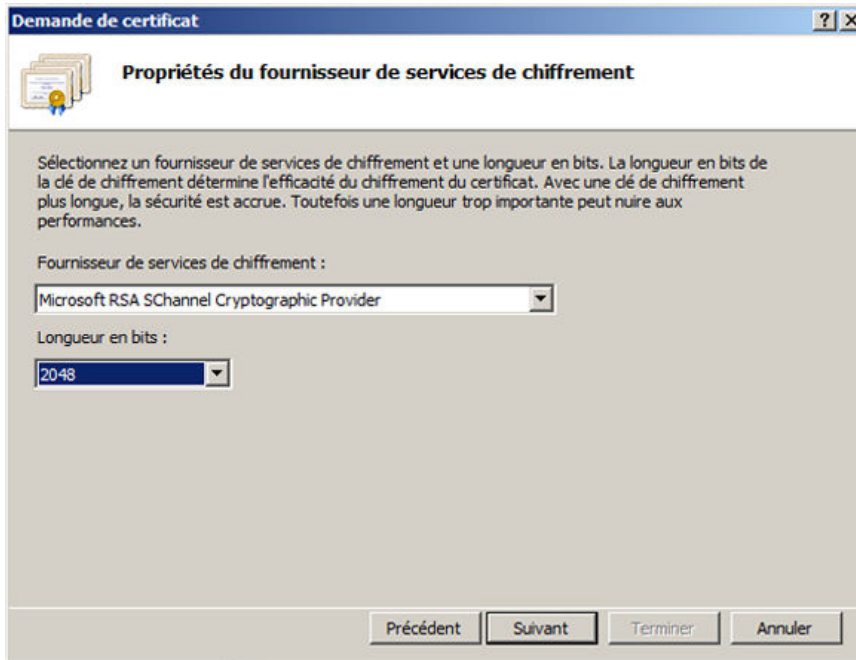 Demande de certificat
Propriétés du fournisseur de services de chiffrement
Sélectionnez un fournisseur de services de chiffrement et une longueur en bits. La longueur en bits de
la clé de chiffrement détermine l'efficacité du chiffrement du certificat. Avec une clé de chiffrement
plus longue, la sécurité est accrue. Toutefois une longueur trop importante peut nuire aux
performances.
Fournisseur de services de chiffrement :
Microsoft RSA SChannel Cryptographic Provider
Longueur en bits :
2048
Précédent Suivant Terminer Annuler